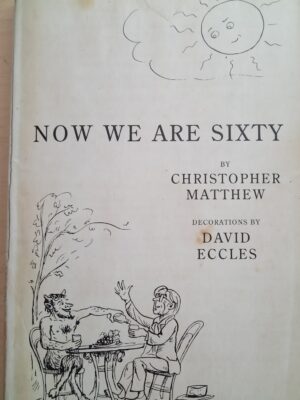 NOW WE ARE SIXTY
BY
CHRISTOPHER
MATTHEW
DECORATIONS BY
DAVID
ECCLES